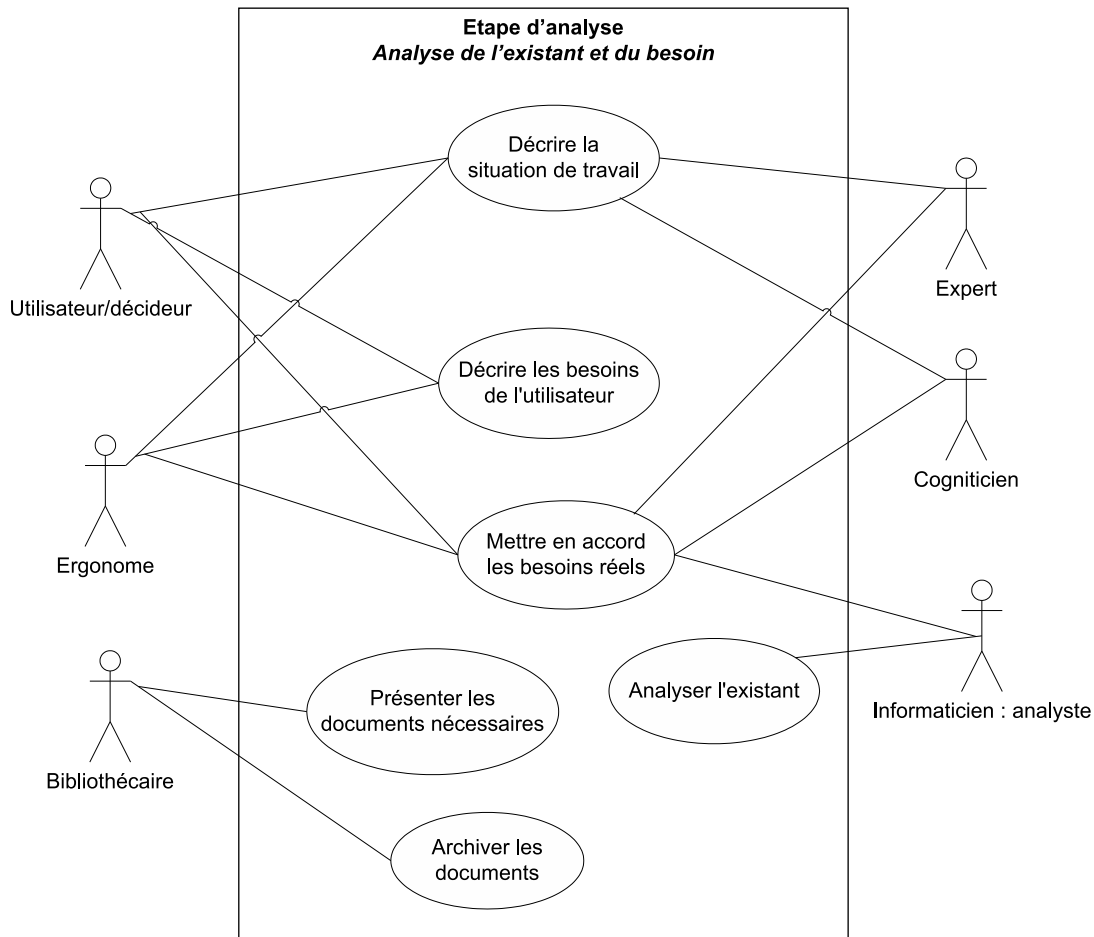 Etape d’analyse
Analyse de l’existant et du besoin
Décrire la
situation de travail
Utilisateur/décideur
Expert
Décrire les besoins
de l'utilisateur
Cogniticien
Ergonome
Mettre en accord
les besoins réels
Présenter les
documents nécessaires
Analyser l'existant
Informaticien : analyste
Bibliothécaire
Archiver les
documents